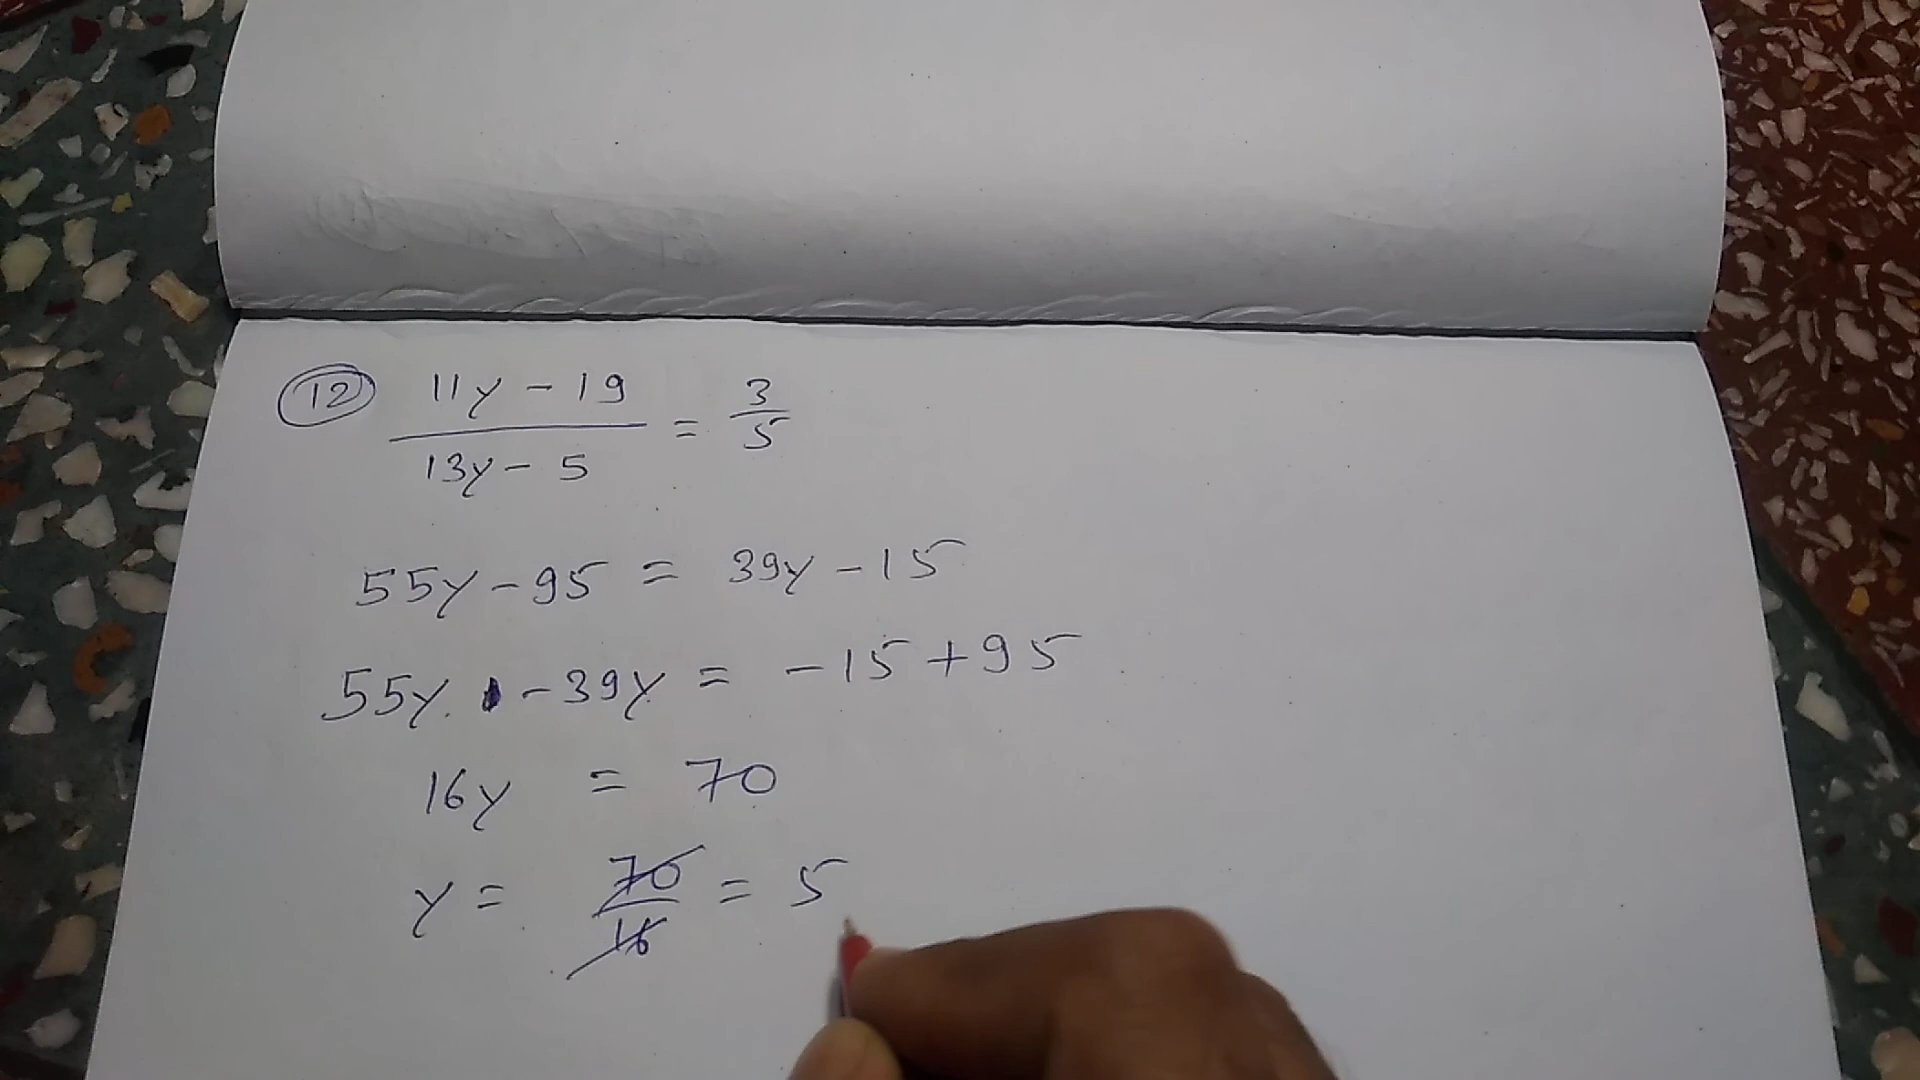 12 11y - 19 / 13y - 5 = 3 / 5
55y - 95 = 39y - 15
55y - 39y = - 15 + 95
16y = 70
y = 70 / 16 = 5